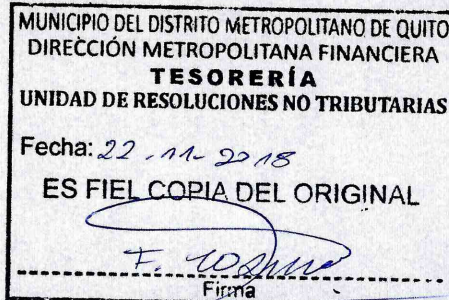 MUNICIPIO DEL DISTRITO METROPOLITANO DE QUITO
DIRECCIÓN METROPOLITANA FINANCIERA
TESORERÍA
UNIDAD DE RESOLUCIONES NO TRIBUTARIAS
Fecha: 22-11-2018
ES FIEL COPIA DEL ORIGINAL
F.
Firma